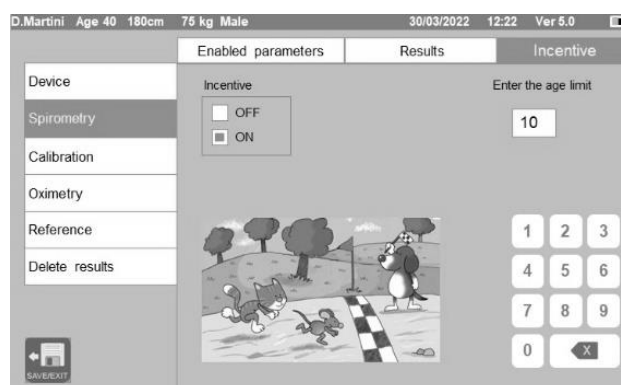 D.Martini Age 40 180cm 75 kg Male 30/03/2022 12:22 Ver 5.0
Enabled parameters Results Incentive
Device
Spirometry
Calibration
Oximetry
Reference
Delete results
SAVE/EXIT
Incentive
OFF
ON
Enter the age limit
10
1 2 3
4 5 6
7 8 9
0 X